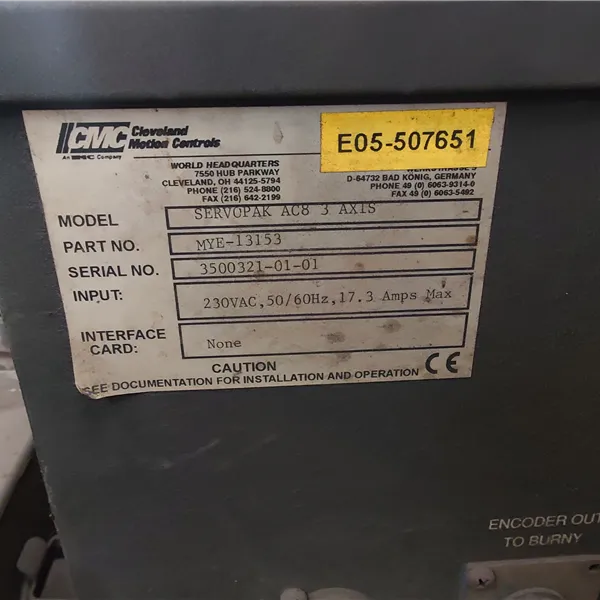 CMC Cleveland
Motion Controls
An Company
E05-507651
WORLD HEADQUARTERS
7550 HUB PARKWAY
CLEVELAND, OH 44125-5794
PHONE (216) 524-8800
FAX (216) 642-2199
D-64732 BAD KÖNIG, GERMANY
PHONE 49 (0) 6063-9314-0
FAX 49 (0) 6063-5492
MODEL SERVOPAK AC8 3 AXIS
PART NO. MYE-13153
SERIAL NO. 3500321-01-01
INPUT: 230VAC,50/60Hz,17.3 Amps Max
INTERFACE
CARD: None
CAUTION
SEE DOCUMENTATION FOR INSTALLATION AND OPERATION CE
ENCODER OUT
TO BURNY